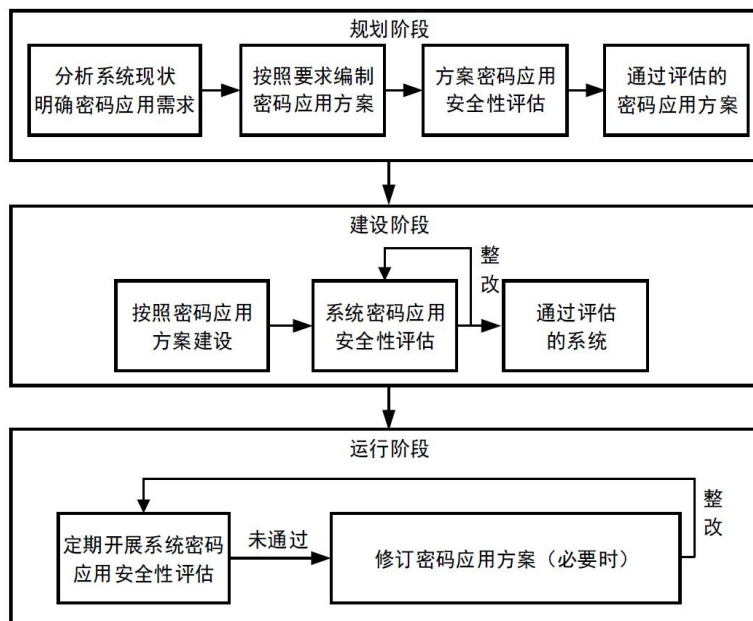 规划阶段
分析系统现状
明确密码应用需求
按照要求编制
密码应用方案
方案密码应用
安全性评估
通过评估的
密码应用方案
建设阶段
整
改
按照密码应用
方案建设
系统密码应用
安全性评估
通过评估
的系统
运行阶段
整
改
定期开展系统密码
应用安全性评估
未通过
修订密码应用方案（必要时）